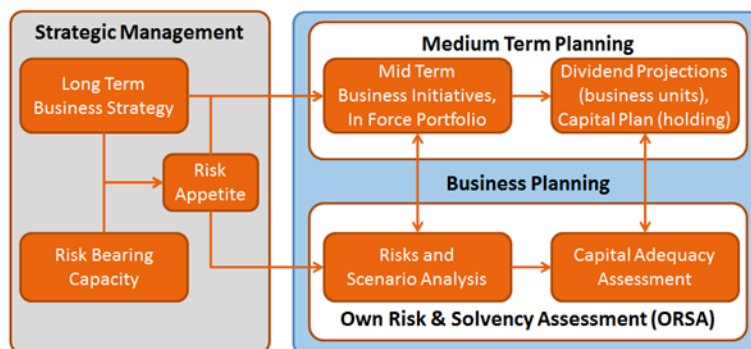 Strategic Management
Long Term
Business Strategy
Risk
Appetite
Risk Bearing
Capacity
Medium Term Planning
Mid Term
Business Initiatives,
In Force Portfolio
Dividend Projections
(business units),
Capital Plan (holding)
Business Planning
Risks and
Scenario Analysis
Capital Adequacy
Assessment
Own Risk & Solvency Assessment (ORSA)